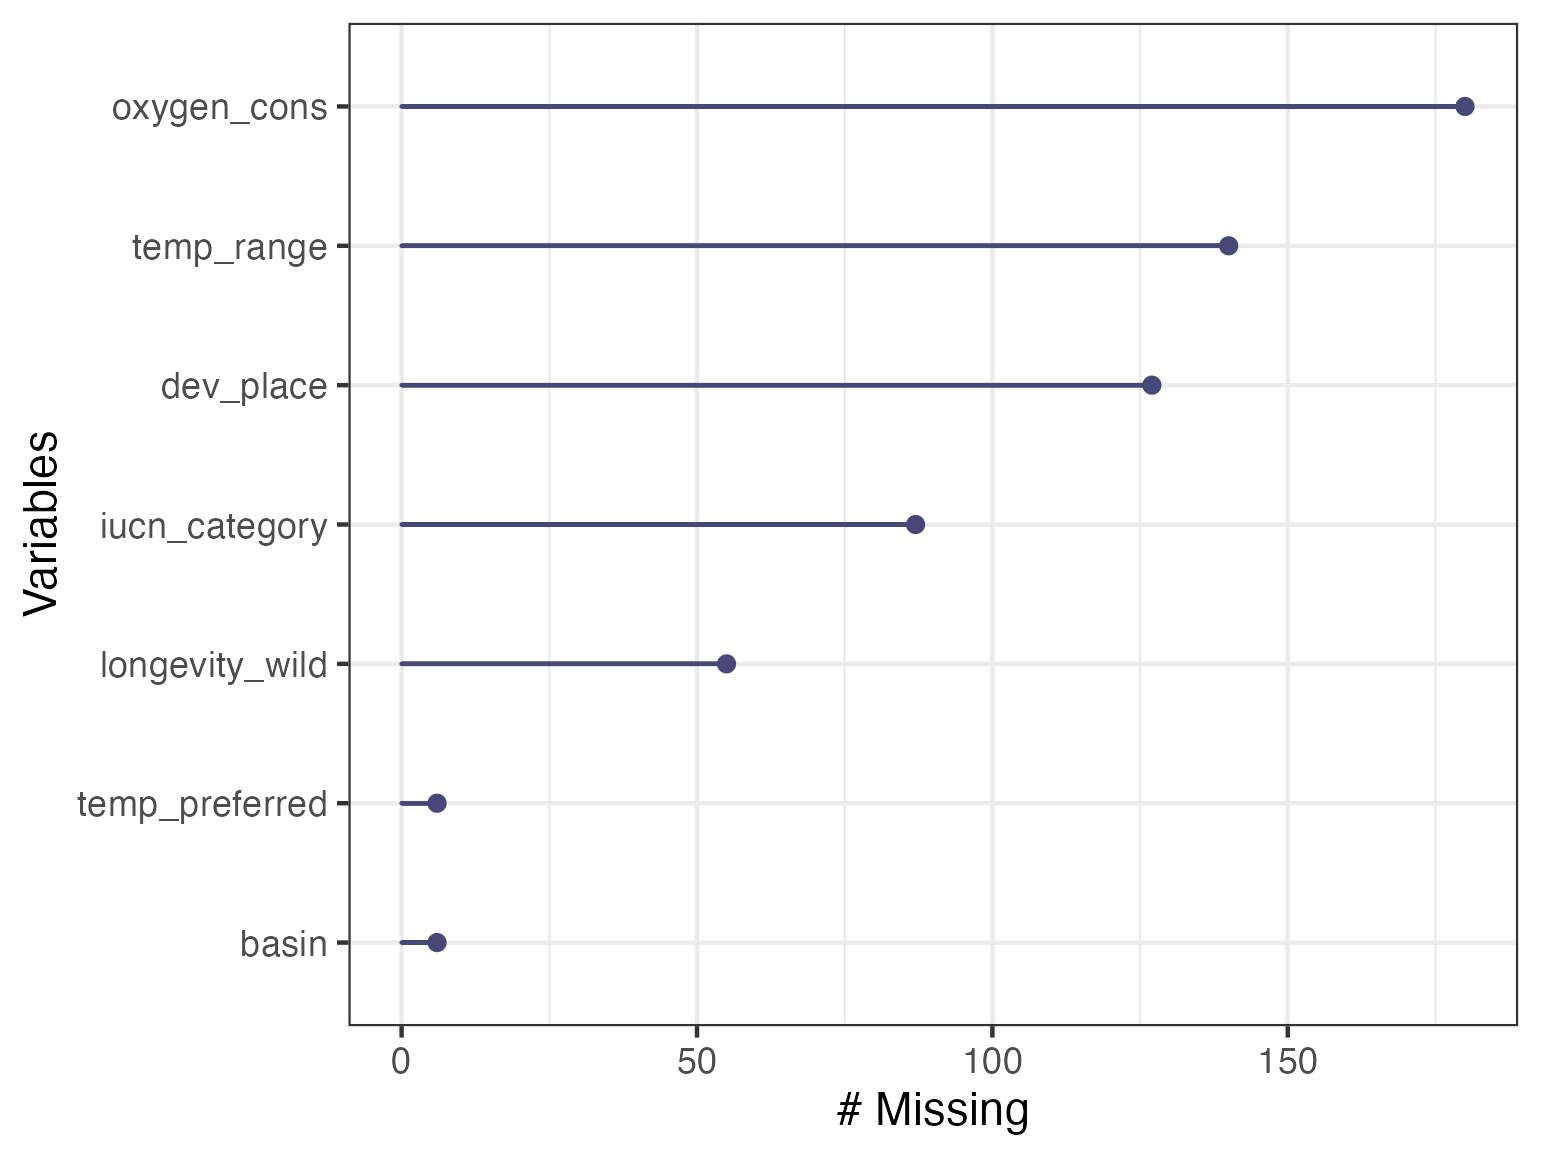 oxygen_cons
temp_range
dev_place
iucn_category
longevity_wild
temp_preferred
basin
Variables
0 50 100 150
# Missing